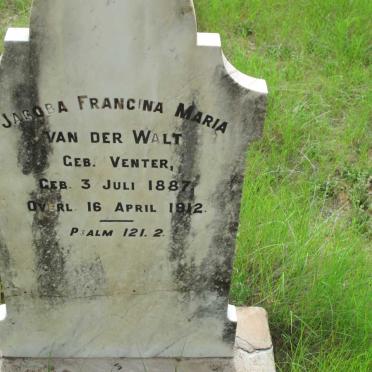 JACOBA FRANCINA MARIA
VAN DER WALT
GEB. VENTER,
GEB. 3 JULI 1887,
OVERL. 16 APRIL 1912.
PSALM 121. 2.